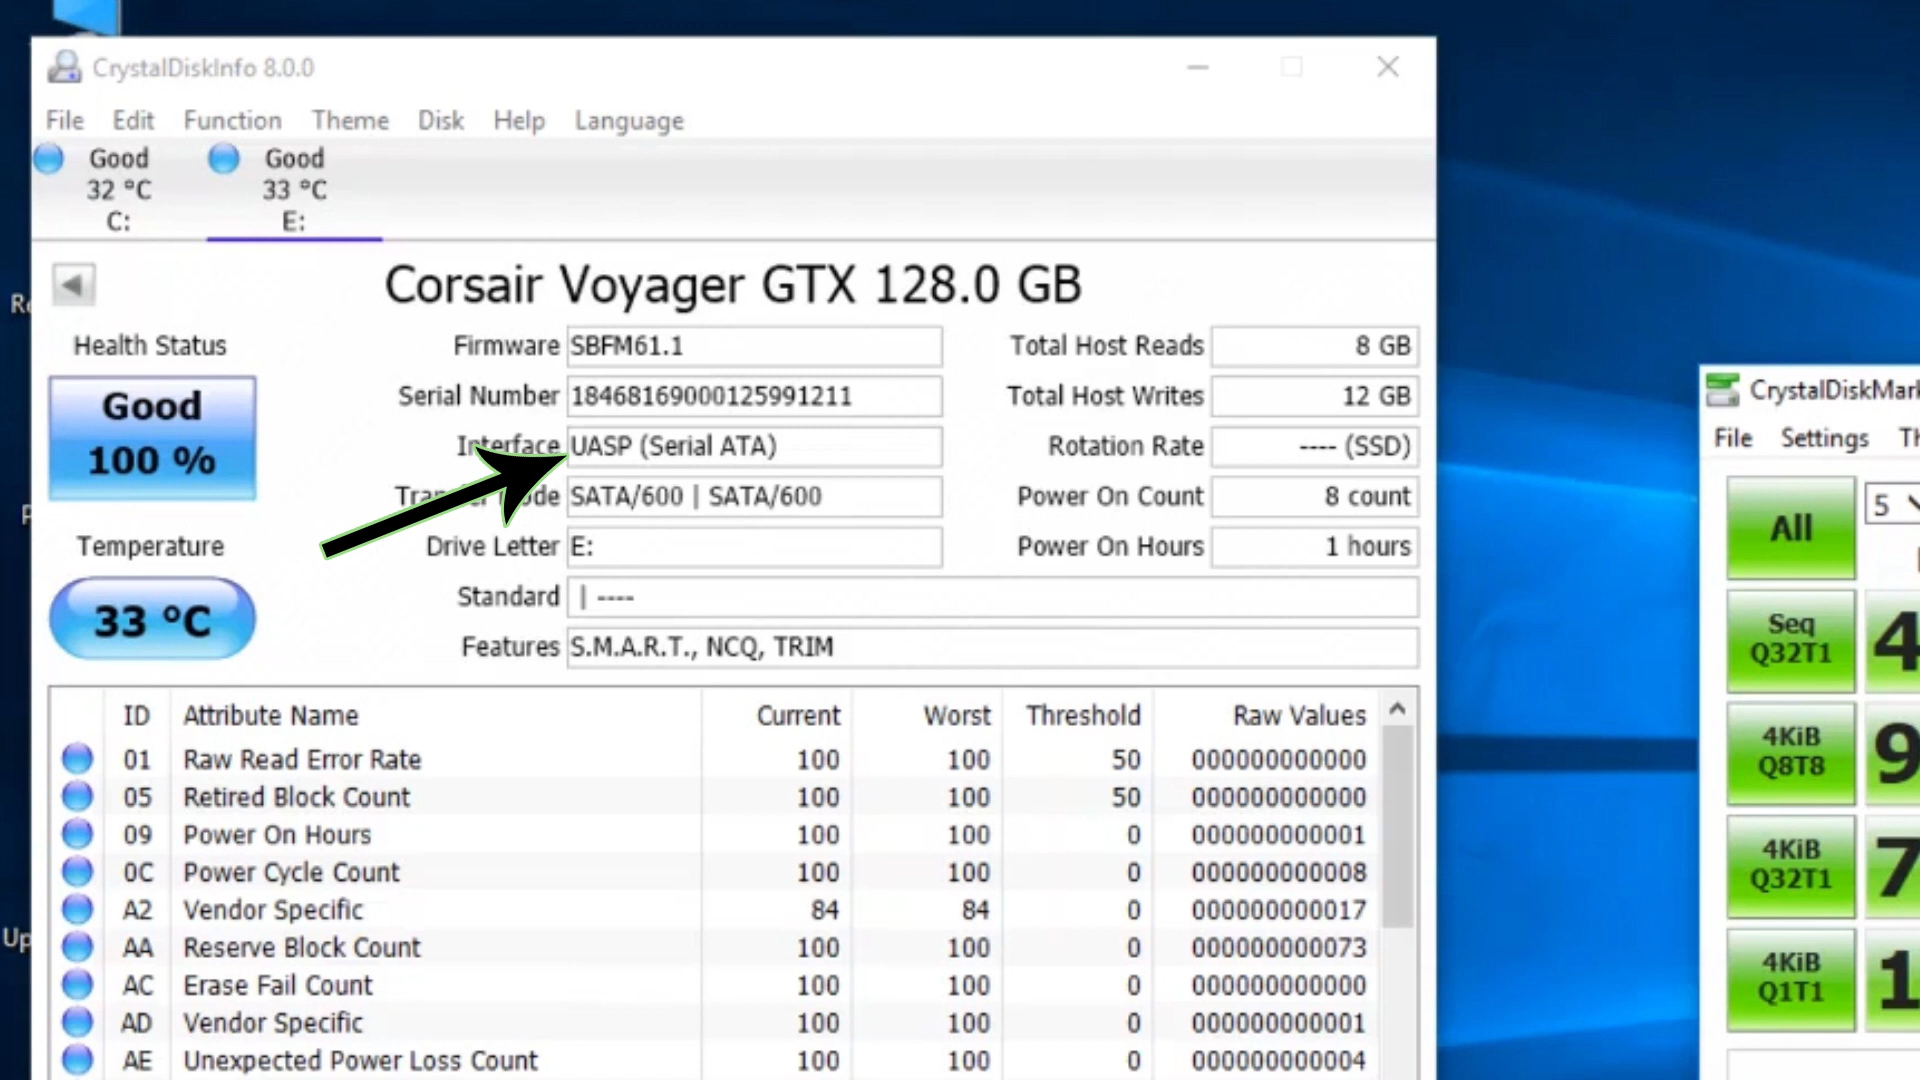 CrystalDiskInfo 8.0.0
File Edit Function Theme Disk Help Language
Good Good
32 °C 33 °C
C: E:
Corsair Voyager GTX 128.0 GB
Health Status
Good
100 %
Temperature
33 °C
Firmware SBFM61.1
Serial Number 18468169000125991211
Interface UASP (Serial ATA)
SATA/600 | SATA/600
Drive Letter E:
Standard | ----
Features S.M.A.R.T., NCQ, TRIM
Total Host Reads 8 GB
Total Host Writes 12 GB
Rotation Rate ---- (SSD)
Power On Count 8 count
Power On Hours 1 hours
ID Attribute Name Current Worst Threshold Raw Values
01 Raw Read Error Rate 100 100 50 000000000000
05 Retired Block Count 100 100 50 000000000000
09 Power On Hours 100 100 0 000000000001
0C Power Cycle Count 100 100 0 000000000008
A2 Vendor Specific 84 84 0 000000000017
AA Reserve Block Count 100 100 0 000000000073
AC Erase Fail Count 100 100 0 000000000000
AD Vendor Specific 100 100 0 000000000001
AE Unexpected Power Loss Count 100 100 0 000000000004
CrystalDiskMark
File Settings
All 5
Seq
Q32T1
4
4KiB
Q8T8
9
4KiB
Q32T1
7
4KiB
Q1T1
1